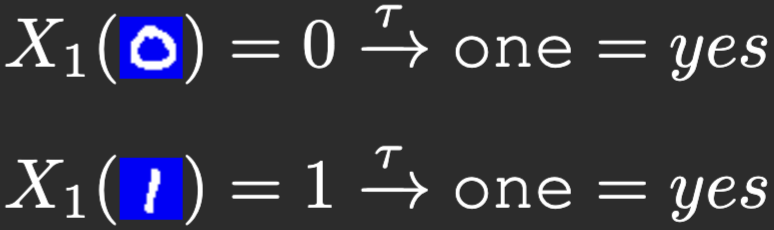 X₁(0) = 0 →τ one = yes
X₁(1) = 1 →τ one = yes